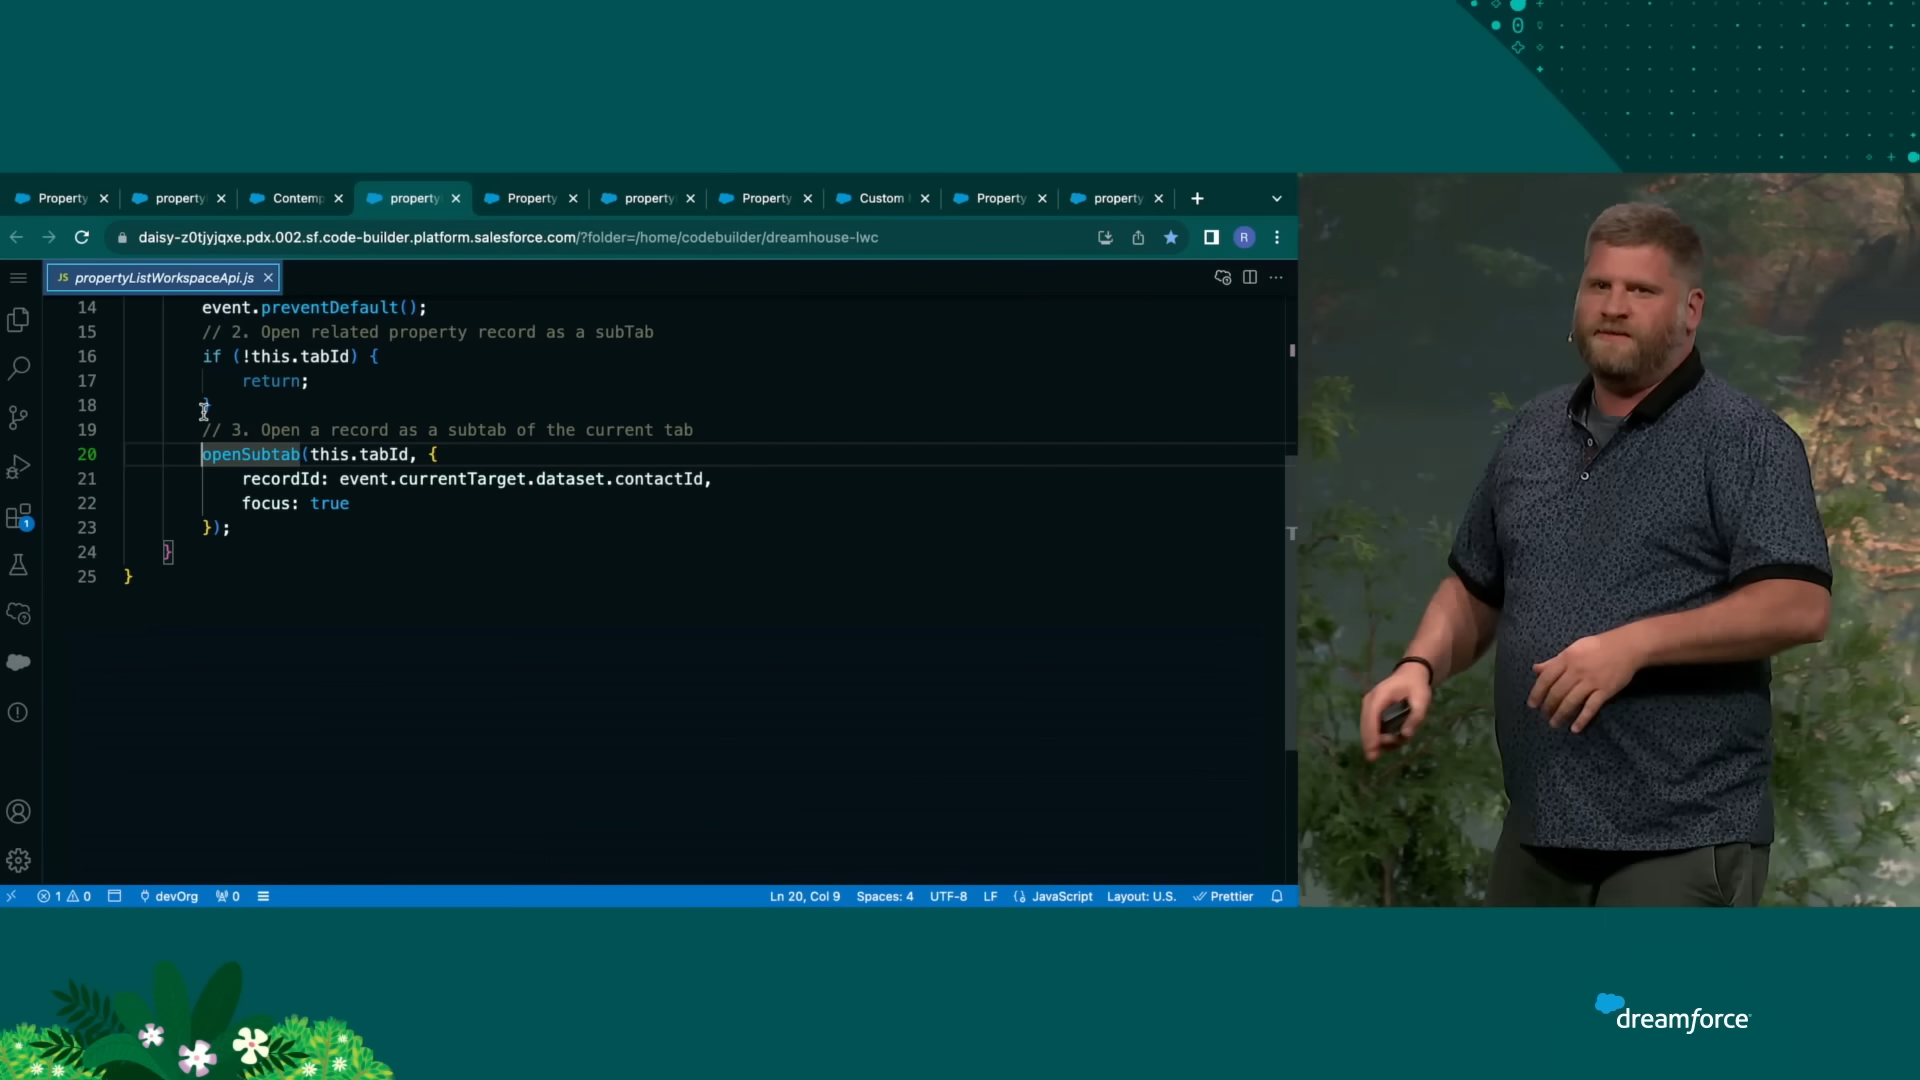 Property
property
Contemp
property
Property
property
Property
Custom
Property
property
daisy-z0tjyjqxe.pdx.002.sf.code-builder.platform.salesforce.com/?folder=/home/codebuilder/dreamhouse-lwc
R
JS propertyListWorkspaceApi.js
14 event.preventDefault();
15 // 2. Open related property record as a subTab
16 if (!this.tabId) {
17 return;
18 }
19 // 3. Open a record as a subtab of the current tab
20 openSubtab(this.tabId, {
21 recordId: event.currentTarget.dataset.contactId,
22 focus: true
23 });
24 }
25 }
1
1 0 devOrg 0 Ln 20, Col 9 Spaces: 4 UTF-8 LF {} JavaScript Layout: U.S. Prettier
dreamforce